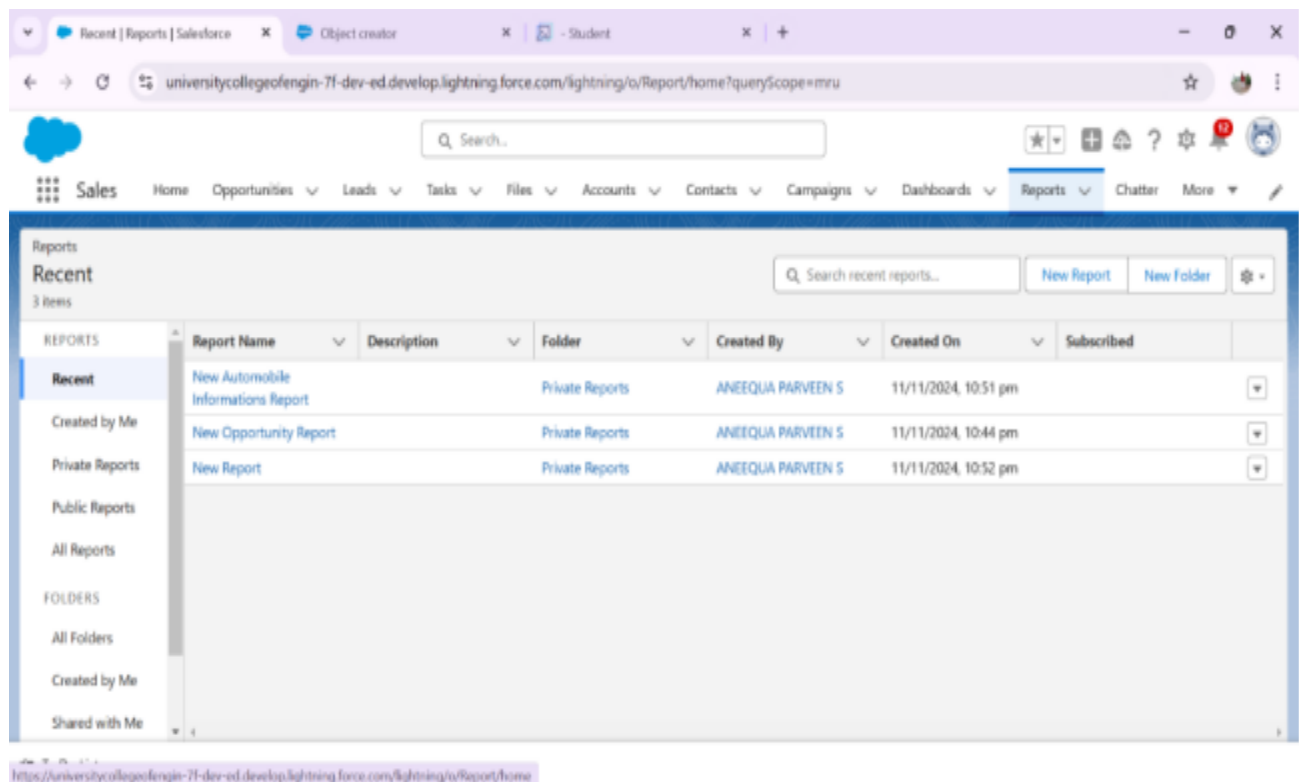 Recent | Reports | Salesforce
Object creator
- Student
universitycollegeofengin-7f-dev-ed.develop.lightning.force.com/lightning/o/Report/home?queryScope=mru
Search...
12
Sales Home Opportunities Leads Tasks Files Accounts Contacts Campaigns Dashboards Reports Chatter More
Reports
Recent
3 items
Search recent reports...
New Report
New Folder
REPORTS
Recent
Created by Me
Private Reports
Public Reports
All Reports
FOLDERS
All Folders
Created by Me
Shared with Me
Report Name Description Folder Created By Created On Subscribed
New Automobile
Informations Report Private Reports ANEEQUA PARVEEN S 11/11/2024, 10:51 pm
New Opportunity Report Private Reports ANEEQUA PARVEEN S 11/11/2024, 10:44 pm
New Report Private Reports ANEEQUA PARVEEN S 11/11/2024, 10:52 pm
https://universitycollegeofengin-7f-dev-ed.develop.lightning.force.com/lightning/o/Report/home